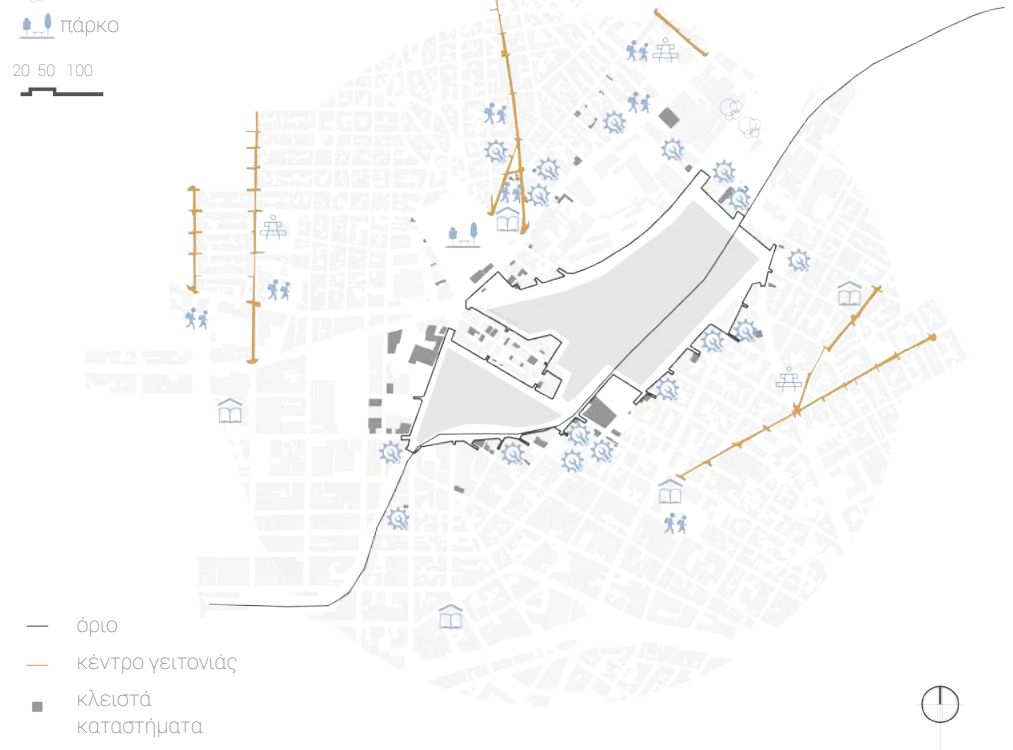 πάρκο
20 50 100
όριο
κέντρο γειτονιάς
κλειστά
καταστήματα